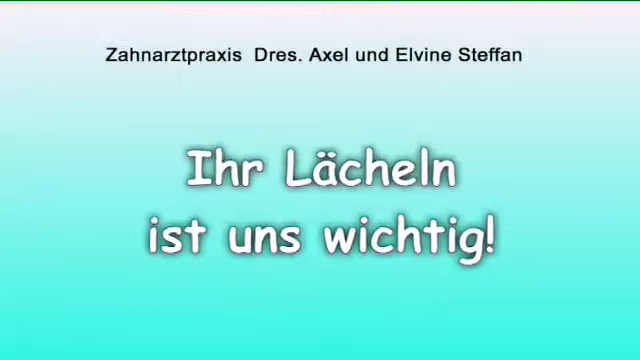 Zahnarztpraxis Dres. Axel und Elvine Steffan
Ihr Lächeln
ist uns wichtig!